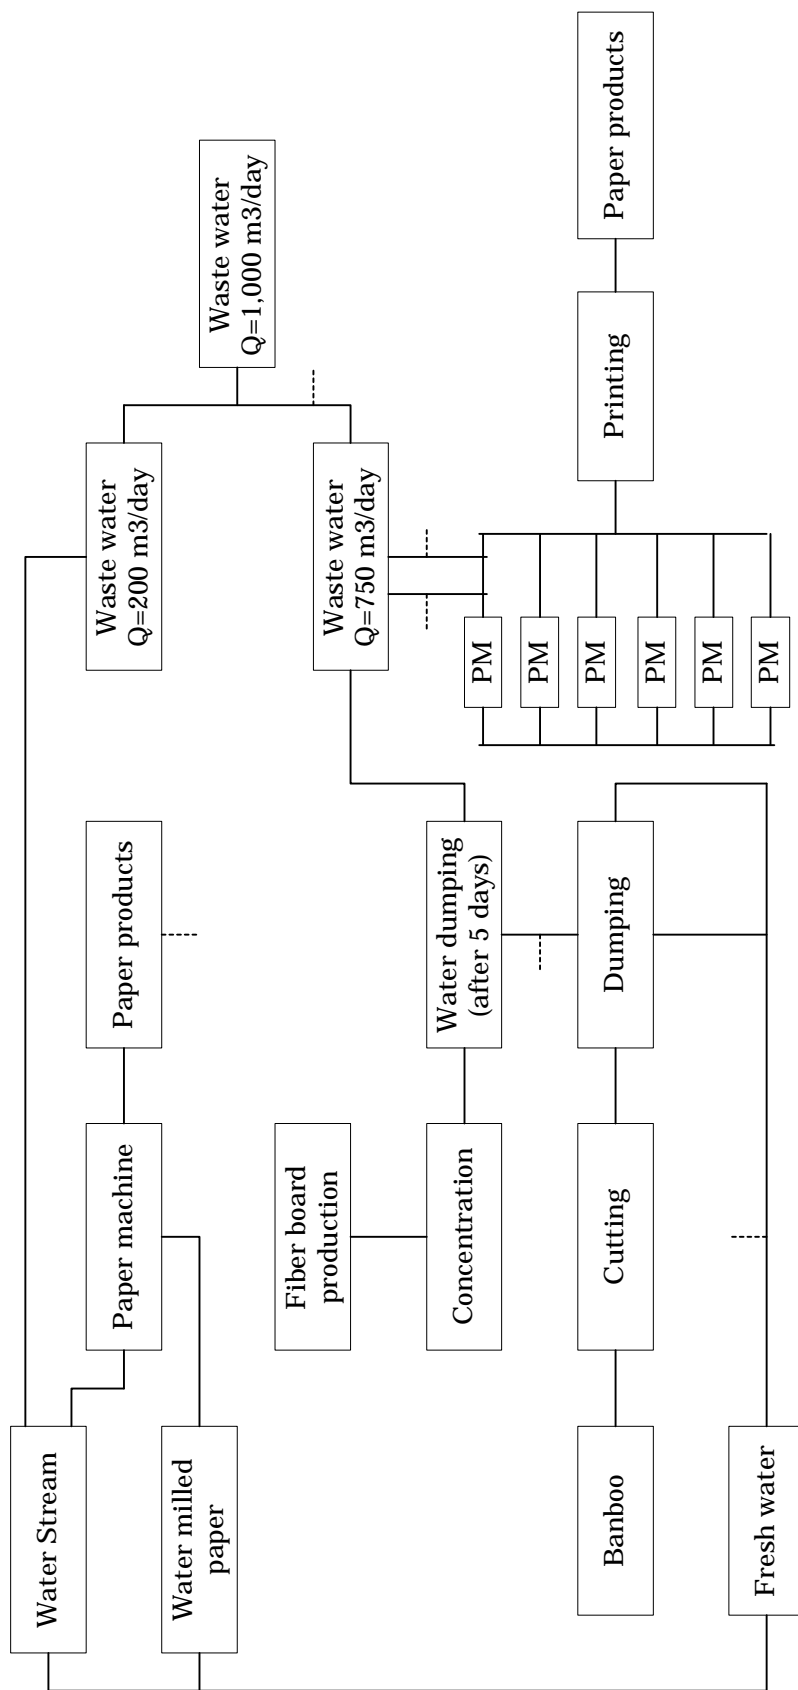 Water Stream
Paper machine
Paper products
Waste water
Q=200 m3/day
Water milled
paper
Waste water
Q=1,000 m3/day
Fiber board
production
Waste water
Q=750 m3/day
Concentration
Water dumping
(after 5 days)
PM
PM
PM
PM
PM
PM
Banboo
Cutting
Dumping
Printing
Paper products
Fresh water